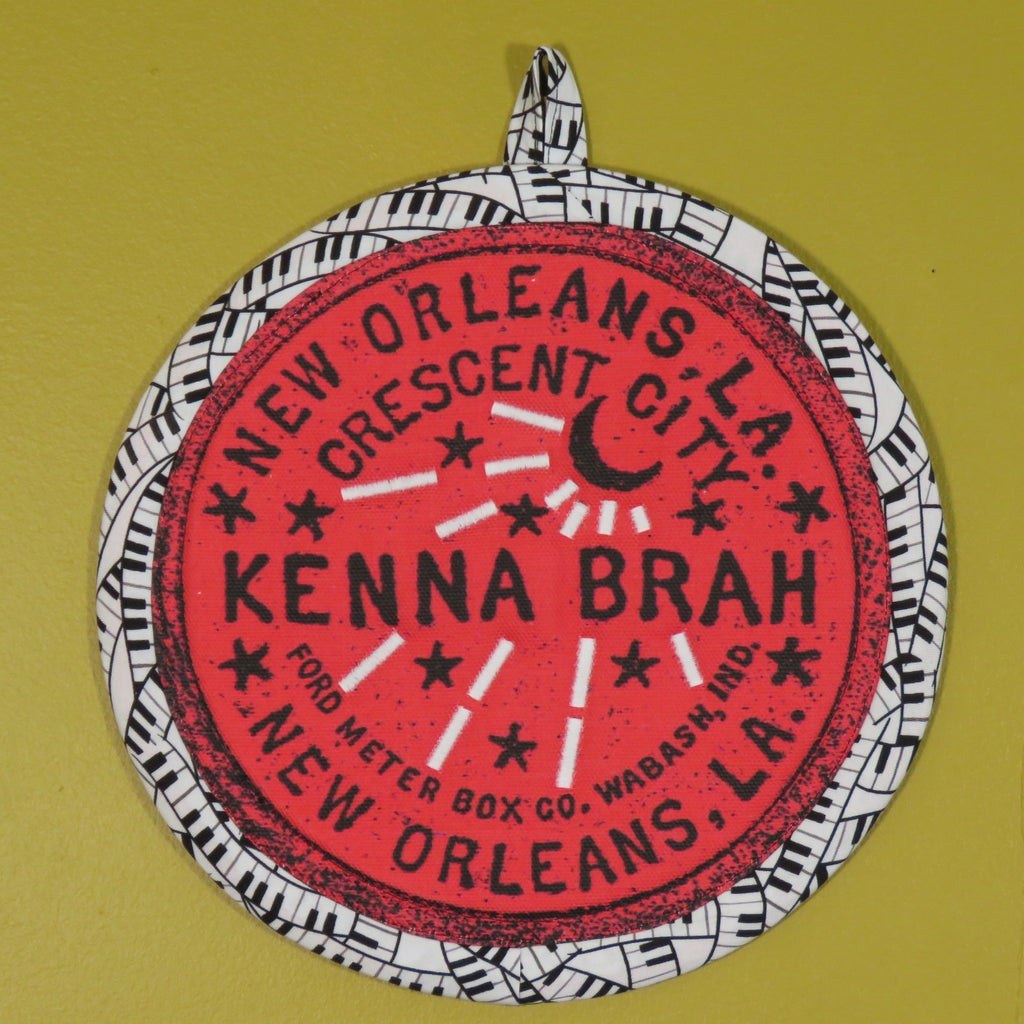 NEW ORLEANS, LA.
CRESCENT CITY
KENNA BRAH
FORD METER BOX CO. WABASH, IND.
NEW ORLEANS, LA.